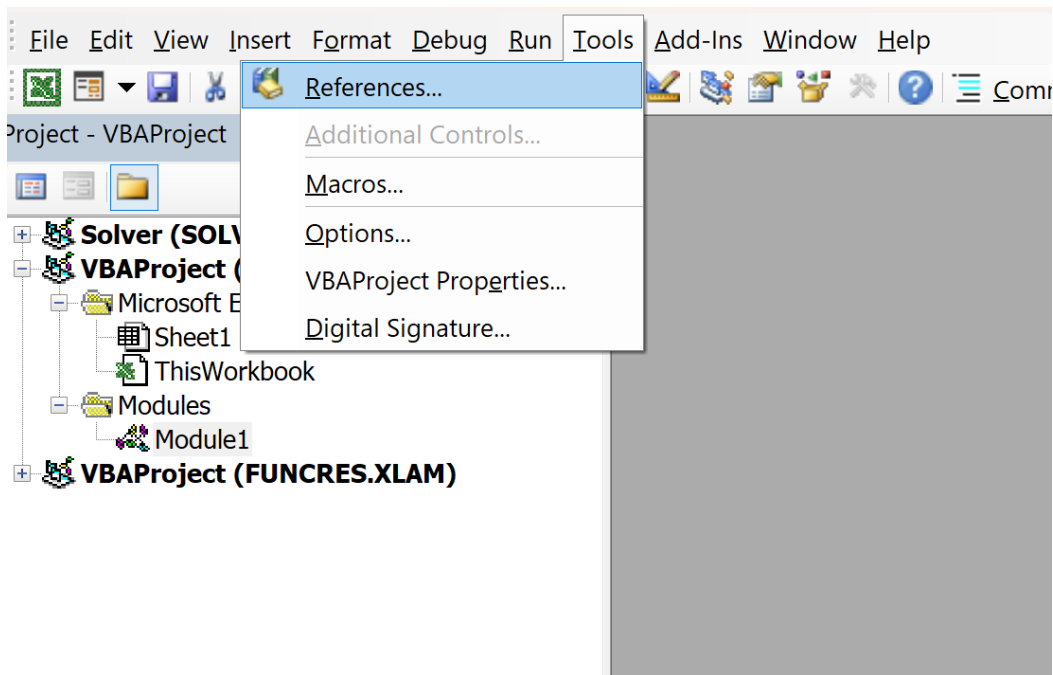 File Edit View Insert Format Debug Run Tools Add-Ins Window Help
References...
Project - VBAProject
Additional Controls...
Macros...
Options...
VBAProject Properties...
Digital Signature...
Solver (SOLV
VBAProject (
Microsoft E
Sheet1
ThisWorkbook
Modules
Module1
VBAProject (FUNCRES.XLAM)